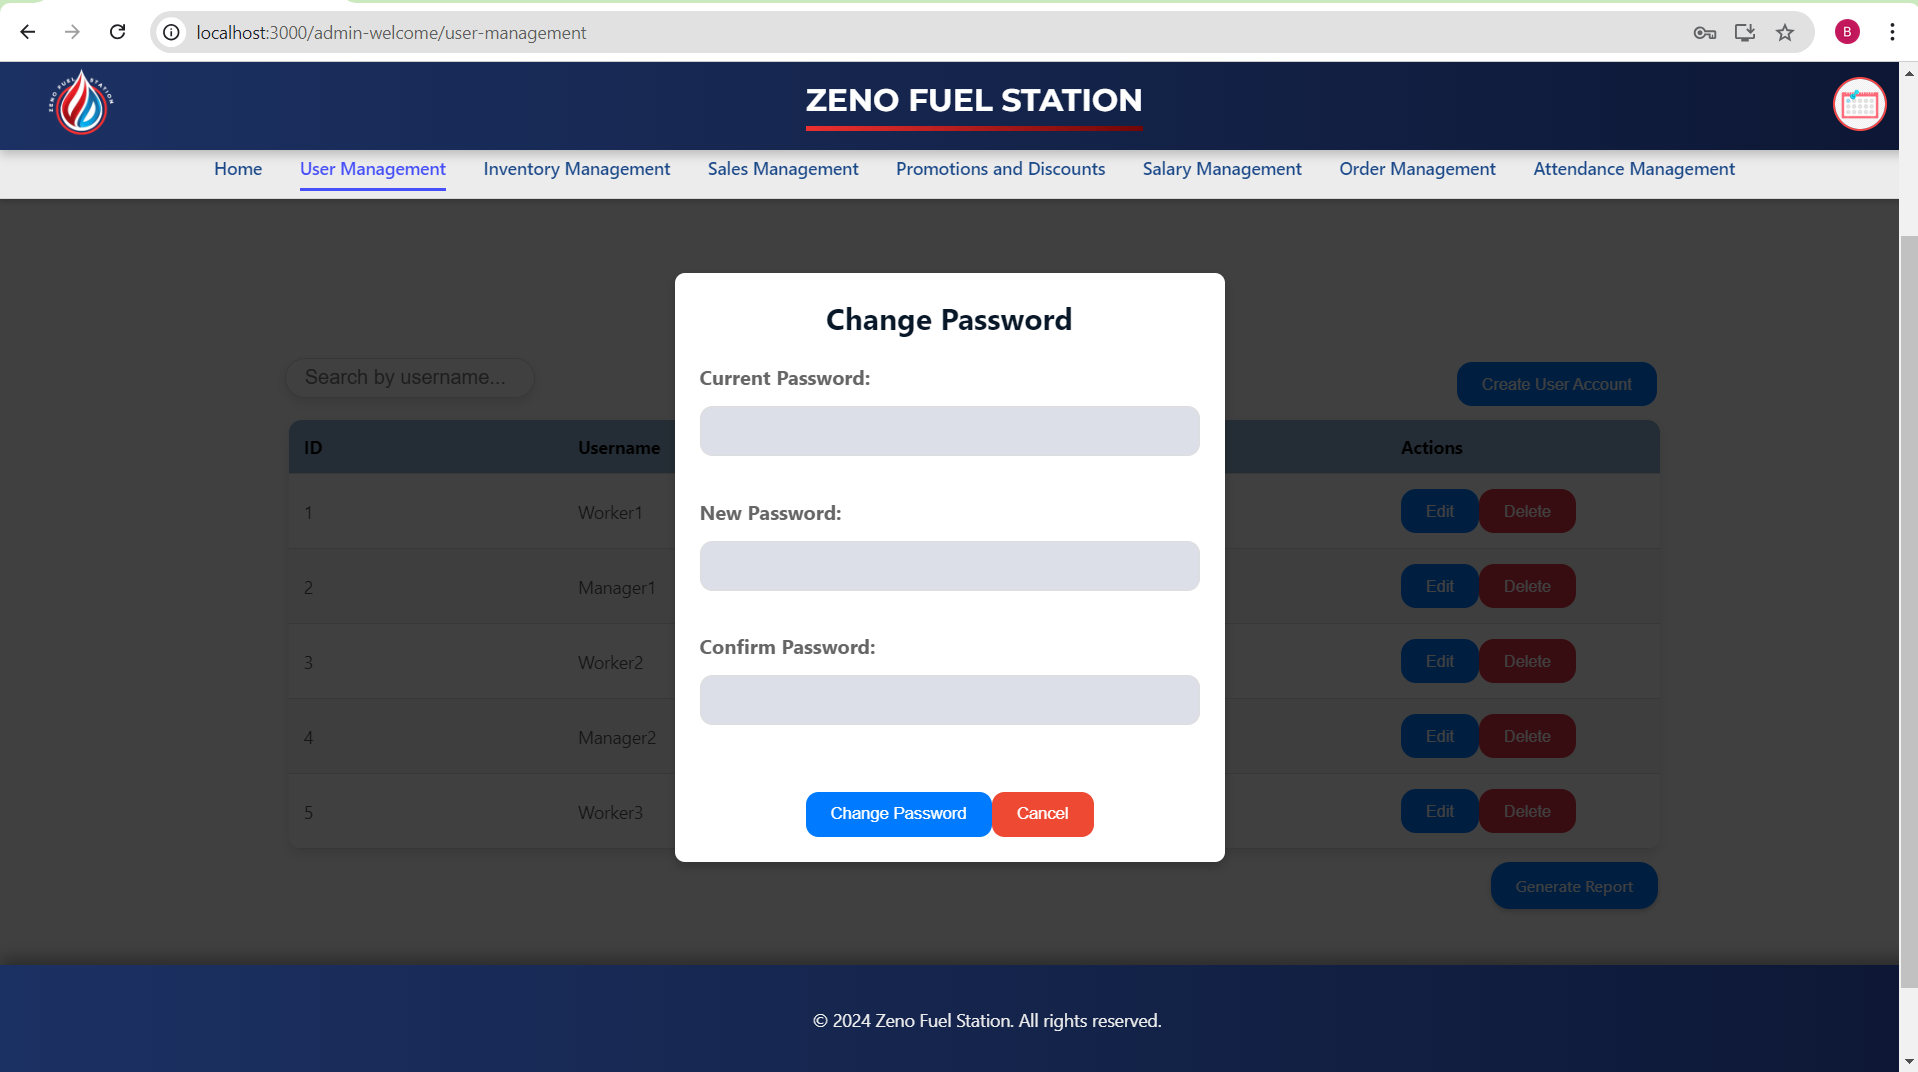 localhost:3000/admin-welcome/user-management
B
ZENO FUEL STATION
ZENO FUEL STATION
Home User Management Inventory Management Sales Management Promotions and Discounts Salary Management Order Management Attendance Management
Change Password
Current Password:
New Password:
Confirm Password:
Change Password Cancel
Search by username...
Create User Account
ID Username Actions
1 Worker1 Edit Delete
2 Manager1 Edit Delete
3 Worker2 Edit Delete
4 Manager2 Edit Delete
5 Worker3 Edit Delete
Generate Report
© 2024 Zeno Fuel Station. All rights reserved.